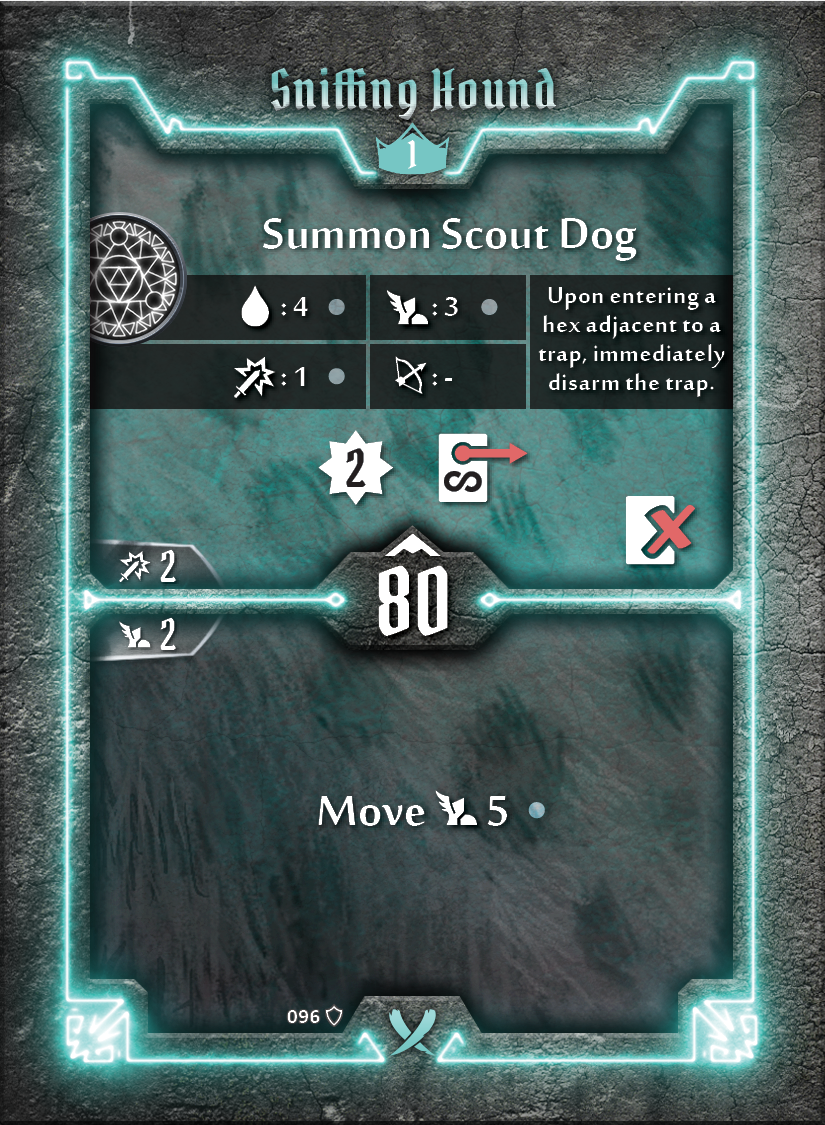 Sniffing Hound
1
Summon Scout Dog
: 4
: 3
: 1
: -
Upon entering a
hex adjacent to a
trap, immediately
disarm the trap.
2
2
80
2
Move 5
096